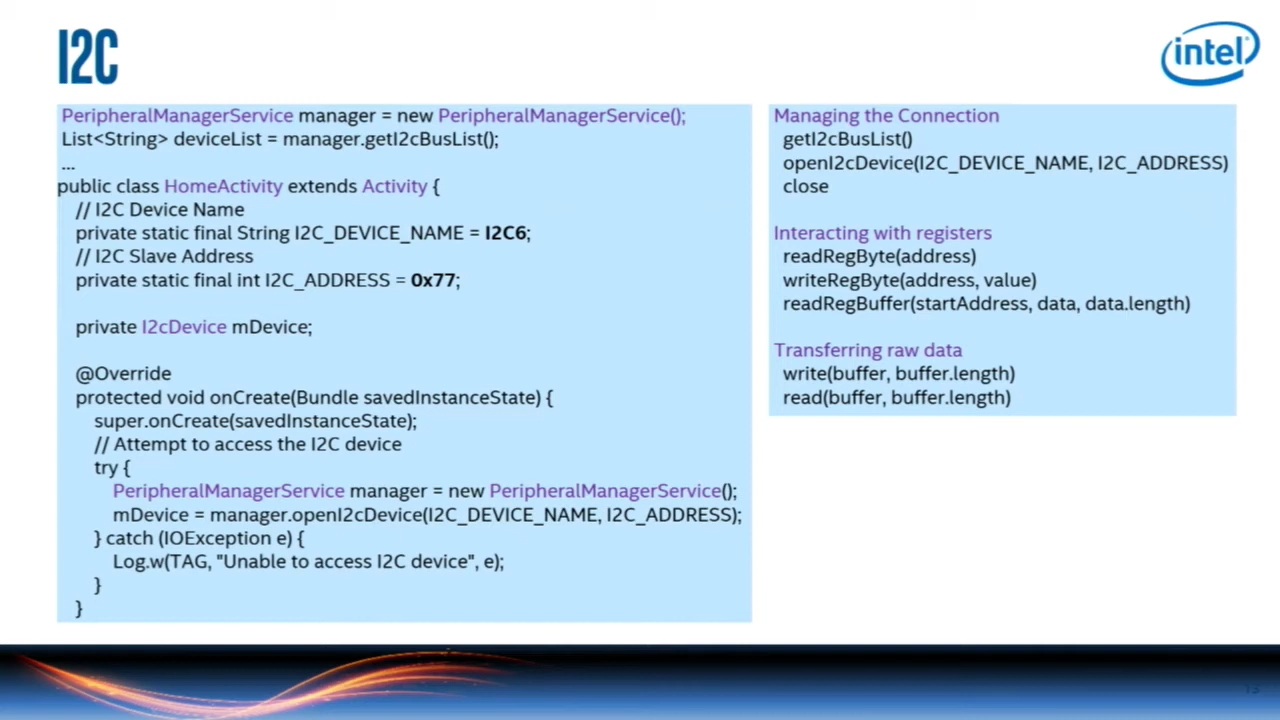 I2C
intel
PeripheralManagerService manager = new PeripheralManagerService();
List<String> deviceList = manager.getI2cBusList();
...
public class HomeActivity extends Activity {
// I2C Device Name
private static final String I2C_DEVICE_NAME = I2C6;
// I2C Slave Address
private static final int I2C_ADDRESS = 0x77;
private I2cDevice mDevice;
@Override
protected void onCreate(Bundle savedInstanceState) {
super.onCreate(savedInstanceState);
// Attempt to access the I2C device
try {
PeripheralManagerService manager = new PeripheralManagerService();
mDevice = manager.openI2cDevice(I2C_DEVICE_NAME, I2C_ADDRESS);
} catch (IOException e) {
Log.w(TAG, "Unable to access I2C device", e);
}
}
Managing the Connection
getI2cBusList()
openI2cDevice(I2C_DEVICE_NAME, I2C_ADDRESS)
close
Interacting with registers
readRegByte(address)
writeRegByte(address, value)
readRegBuffer(startAddress, data, data.length)
Transferring raw data
write(buffer, buffer.length)
read(buffer, buffer.length)
13